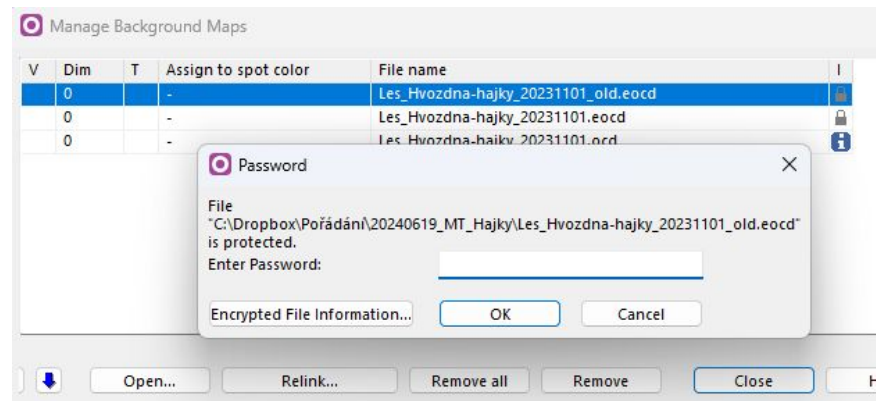 Manage Background Maps
V Dim T Assign to spot color File name I
0 - Les_Hvozdna-hajky_20231101_old.eocd
0 - Les_Hvozdna-hajky_20231101.eocd
0 - Les_Hvozdna-hajky_20231101.ocd
Password
File
"C:\Dropbox\Pořádání\20240619_MT_Hajky\Les_Hvozdna-hajky_20231101_old.eocd"
is protected.
Enter Password:
Encrypted File Information... OK Cancel
Open... Relink... Remove all Remove Close H